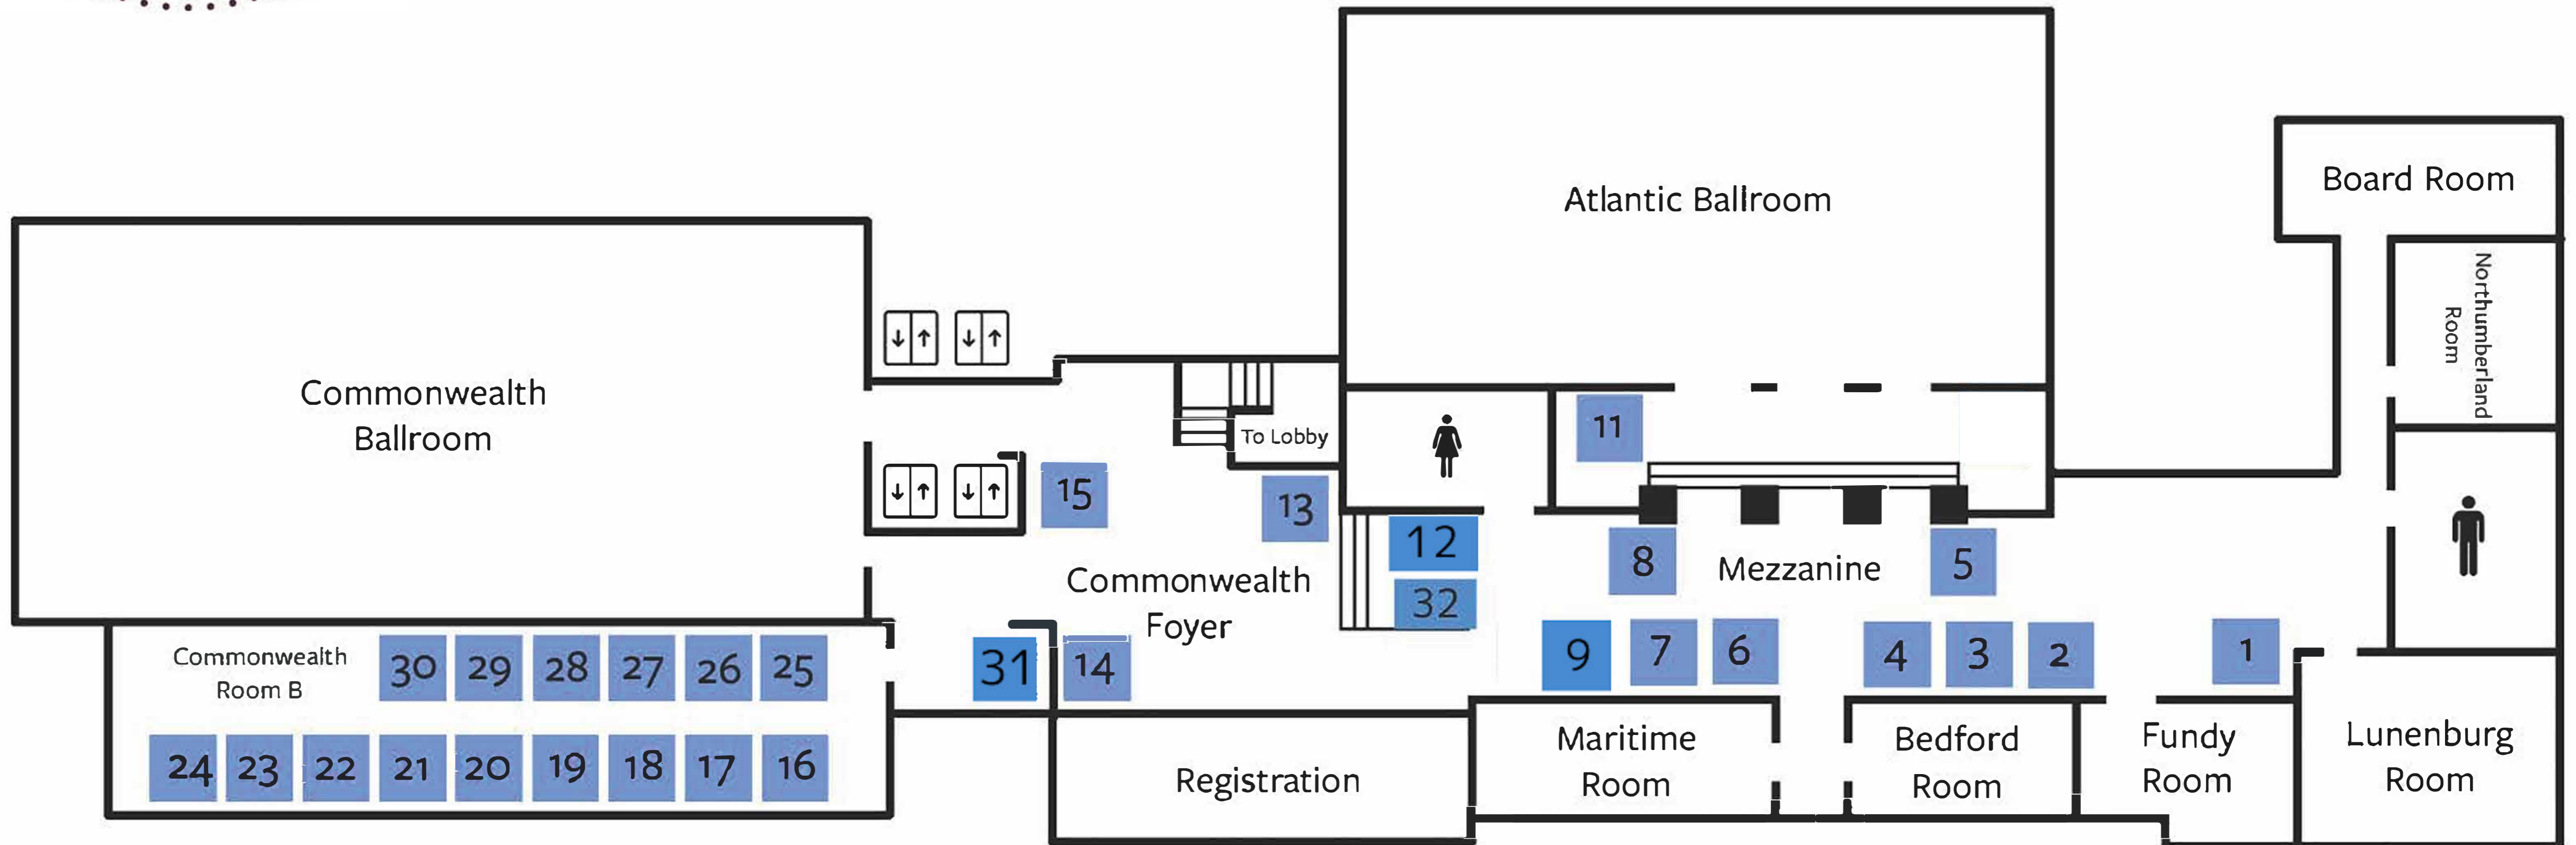 Atlantic Ballroom
Board Room
Northumberland
Room
Commonwealth
Ballroom
To Lobby
11
15
13
12
32
8
Mezzanine
5
Commonwealth
Foyer
Commonwealth
Room B
30 29 28 27 26 25
31
14
9 7 6 4 3 2 1
24 23 22 21 20 19 18 17 16
Registration
Maritime
Room
Bedford
Room
Fundy
Room
Lunenburg
Room